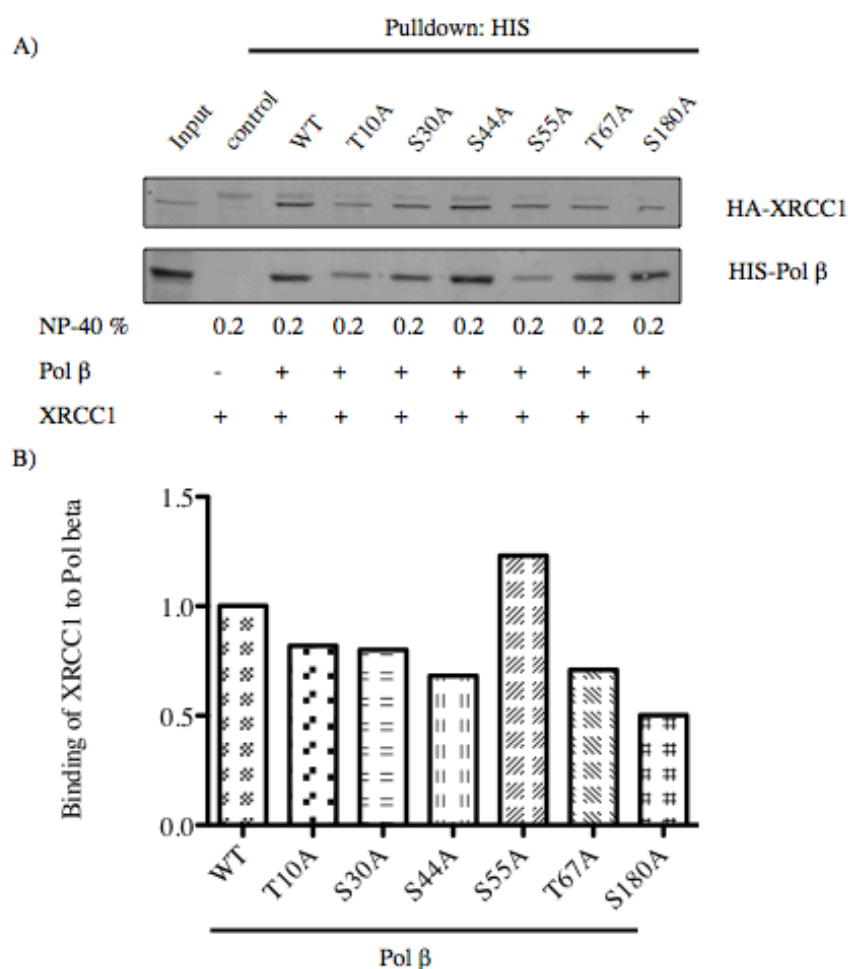 Pulldown: HIS
A)
Input control WT T10A S30A S44A S55A T67A S180A
HA-XRCC1
HIS-Pol β
NP-40 % 0.2 0.2 0.2 0.2 0.2 0.2 0.2 0.2
Pol β - + + + + + + +
XRCC1 + + + + + + + +
B)
Binding of XRCC1 to Pol beta
1.5
1.0
0.5
0.0
WT T10A S30A S44A S55A T67A S180A
Pol β